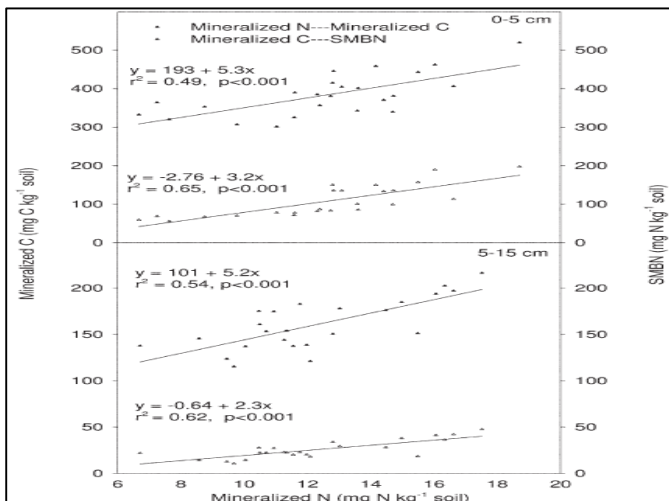 Mineralized N---Mineralized C
Mineralized C---SMBN
0-5 cm
500
400
300
200
100
0
y = 193 + 5.3x
r² = 0.49, p<0.001
y = -2.76 + 3.2x
r² = 0.65, p<0.001
500
400
300
200
100
0
Mineralized C (mg C kg⁻¹ soil)
SMBN (mg N kg⁻¹ soil)
5-15 cm
200
150
100
50
0
y = 101 + 5.2x
r² = 0.54, p<0.001
y = -0.64 + 2.3x
r² = 0.62, p<0.001
200
150
100
50
0
6 8 10 12 14 16 18 20
Mineralized N (mg N kg⁻¹ soil)